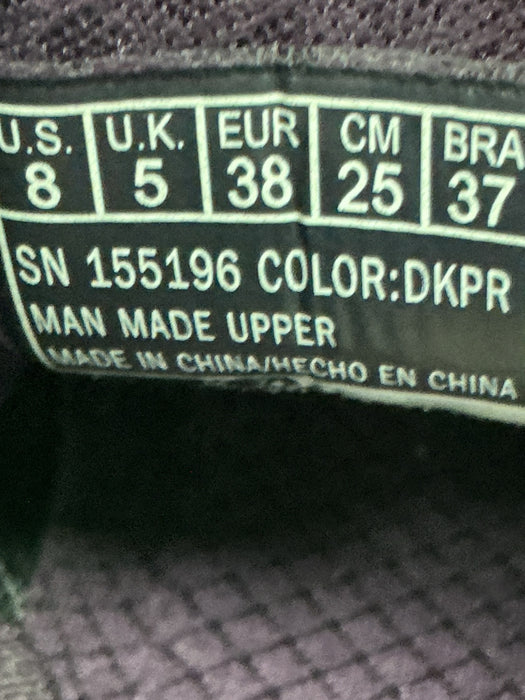 U.S. U.K. EUR CM BRA
8 5 38 25 37
SN 155196 COLOR:DKPR
MAN MADE UPPER
MADE IN CHINA/HECHO EN CHINA